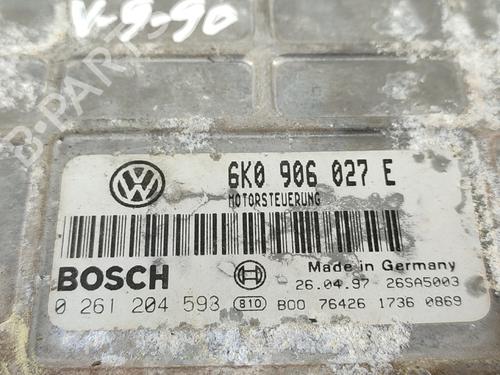 V-9-90
B-PARTS
6K0 906 027 E
MOTORSTEUERUNG
BOSCH
Made in Germany
26.04.97 26SA5003
0 261 204 593 810 B00 76426 1736 0869